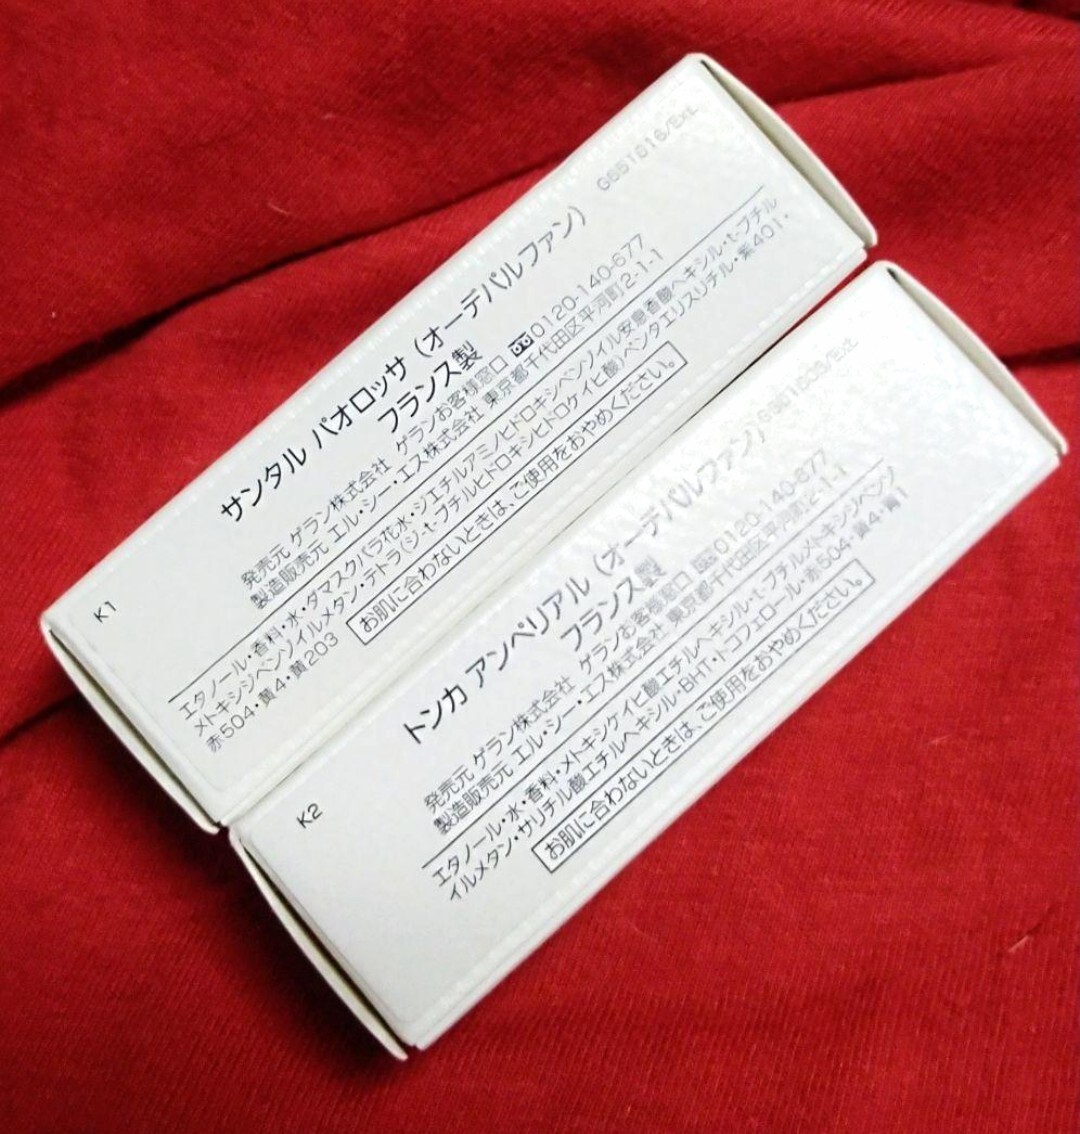 G651616/Ext.
サンタル パオロッサ (オーデパルファン)
フランス製
発売元 ゲラン株式会社 ゲランお客様窓口 0120-140-677
製造販売元 エル・シー・エス株式会社 東京都千代田区平河町2-1-1
エタノール・香料・水・ダマスクバラ花水・ジエチルアミノヒドロキシベンゾイル安息香酸ヘキシル・t-ブチル
メトキシジベンゾイルメタン・テトラ(ジ-t-ブチルヒドロキシヒドロケイヒ酸)ペンタエリスリチル・紫401・
赤504・黄4・黄203
お肌に合わないときは、ご使用をおやめください。
K1
トンカ アンペリアル (オーデパルファン)
フランス製
発売元 ゲラン株式会社 ゲランお客様窓口 0120-140-677
製造販売元 エル・シー・エス株式会社 東京都千代田区平河町2-1-1
エタノール・水・香料・メトキシケイヒ酸エチルヘキシル・t-ブチルメトキシジベンゾ
イルメタン・サリチル酸エチルヘキシル・BHT・トコフェロール・赤504・黄4・青1
お肌に合わないときは、ご使用をおやめください。
K2